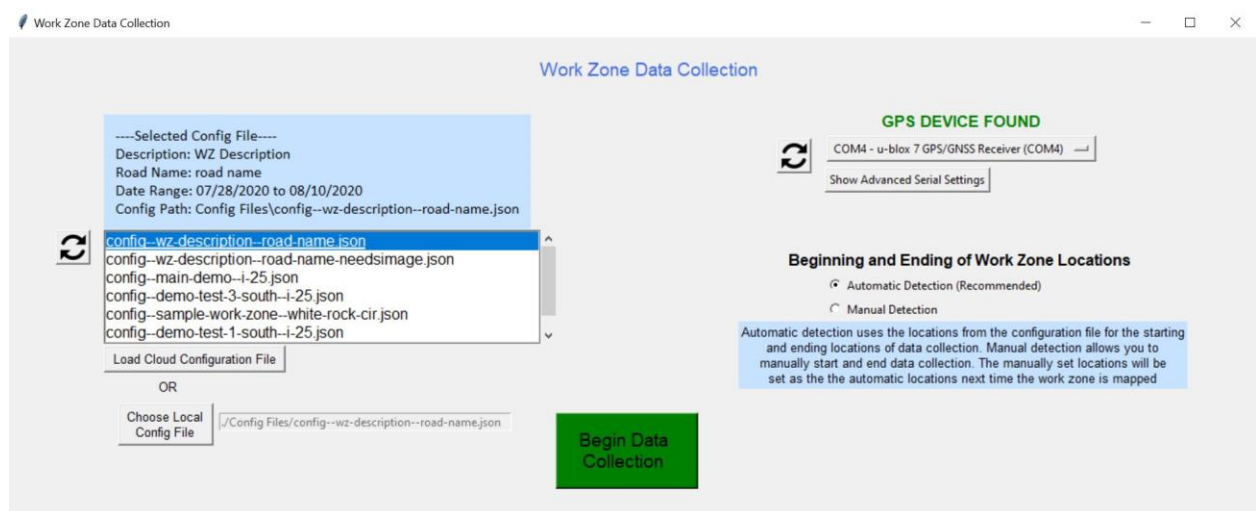 Work Zone Data Collection
Work Zone Data Collection
----Selected Config File----
Description: WZ Description
Road Name: road name
Date Range: 07/28/2020 to 08/10/2020
Config Path: Config Files\config--wz-description--road-name.json
config--wz-description--road-name.json
config--wz-description--road-name-needsimage.json
config--main-demo--i-25.json
config--demo-test-3-south--i-25.json
config--sample-work-zone--white-rock-cir.json
config--demo-test-1-south--i-25.json
Load Cloud Configuration File
OR
Choose Local
Config File
./Config Files/config--wz-description--road-name.json
Begin Data
Collection
GPS DEVICE FOUND
COM4 - u-blox 7 GPS/GNSS Receiver (COM4)
Show Advanced Serial Settings
Beginning and Ending of Work Zone Locations
Automatic Detection (Recommended)
Manual Detection
Automatic detection uses the locations from the configuration file for the starting
and ending locations of data collection. Manual detection allows you to
manually start and end data collection. The manually set locations will be
set as the the automatic locations next time the work zone is mapped